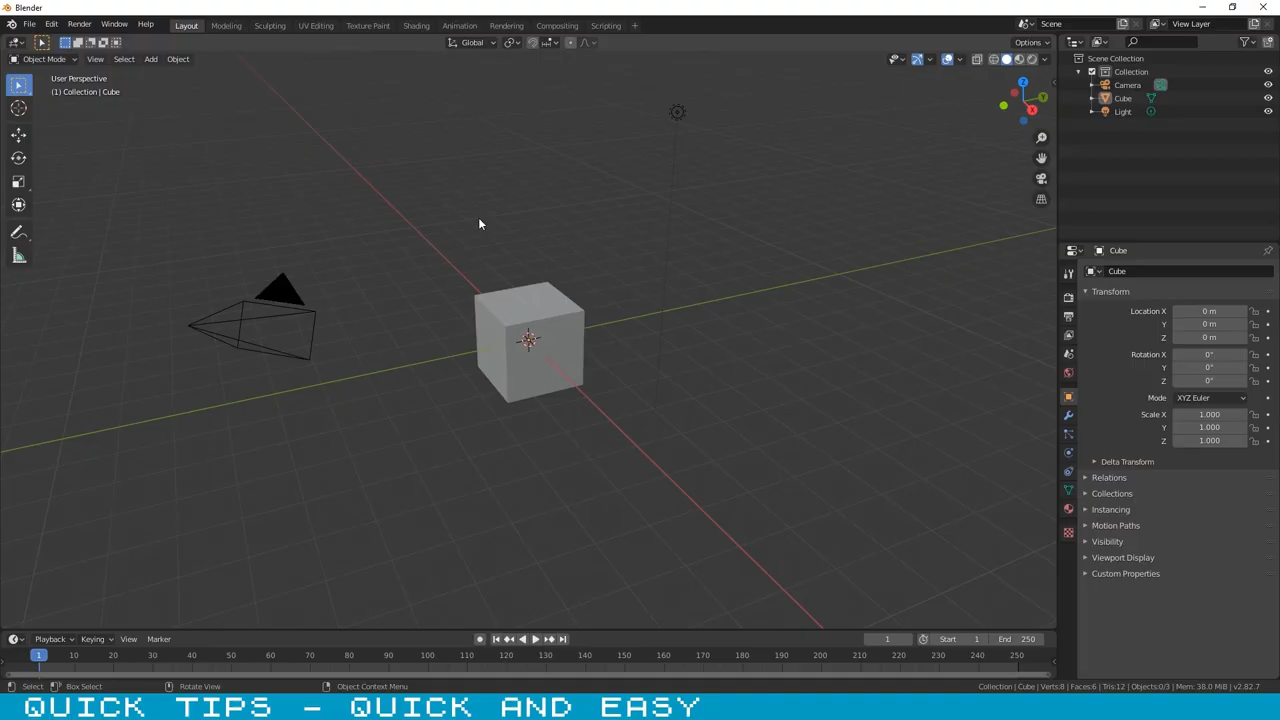 Blender
File Edit Render Window Help Layout Modeling Sculpting UV Editing Texture Paint Shading Animation Rendering Compositing Scripting + Scene View Layer
Global Options
Object Mode View Select Add Object
User Perspective
(1) Collection | Cube
Z
Y
X
Scene Collection
Collection
Camera
Cube
Light
Cube
Cube
Transform
Location X 0 m
Y 0 m
Z 0 m
Rotation X 0°
Y 0°
Z 0°
Mode XYZ Euler
Scale X 1.000
Y 1.000
Z 1.000
Delta Transform
Relations
Collections
Instancing
Motion Paths
Visibility
Viewport Display
Custom Properties
Playback Keying View Marker 1 Start 1 End 250
1 10 20 30 40 50 60 70 80 90 100 110 120 130 140 150 160 170 180 190 200 210 220 230 240 250
Select Box Select Rotate View Object Context Menu Collection | Cube | Verts:8 | Faces:6 | Tris:12 | Objects:0/3 | Mem: 38.0 MiB | v2.82.7
QUICK TIPS - QUICK AND EASY